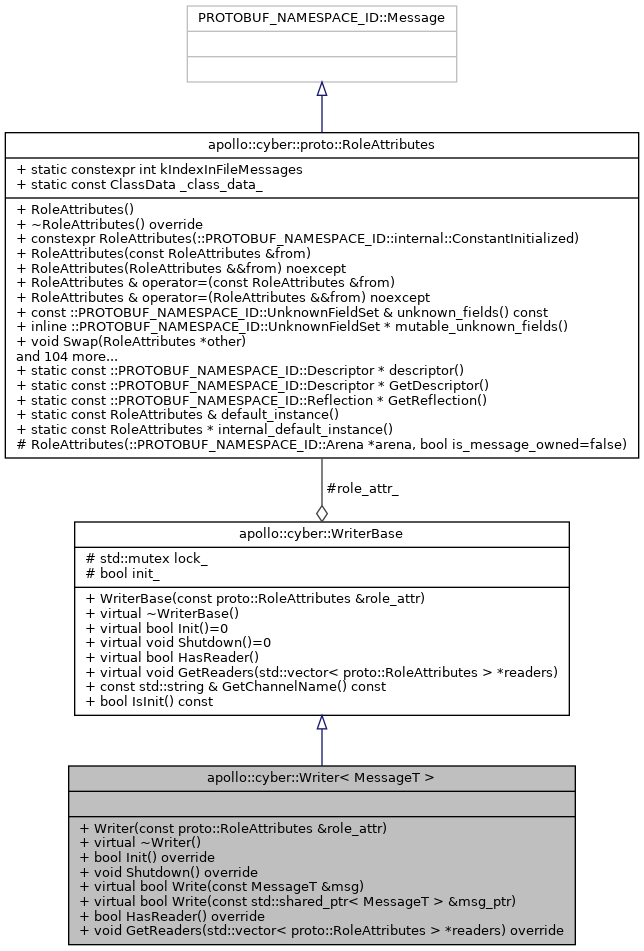 PROTOBUF_NAMESPACE_ID::Message
apollo::cyber::proto::RoleAttributes
+ static constexpr int kIndexInFileMessages
+ static const ClassData _class_data_
+ RoleAttributes()
+ ~RoleAttributes() override
+ constexpr RoleAttributes(::PROTOBUF_NAMESPACE_ID::internal::ConstantInitialized)
+ RoleAttributes(const RoleAttributes &from)
+ RoleAttributes(RoleAttributes &&from) noexcept
+ RoleAttributes & operator=(const RoleAttributes &from)
+ RoleAttributes & operator=(RoleAttributes &&from) noexcept
+ const ::PROTOBUF_NAMESPACE_ID::UnknownFieldSet & unknown_fields() const
+ inline ::PROTOBUF_NAMESPACE_ID::UnknownFieldSet * mutable_unknown_fields()
+ void Swap(RoleAttributes *other)
and 104 more...
+ static const ::PROTOBUF_NAMESPACE_ID::Descriptor * descriptor()
+ static const ::PROTOBUF_NAMESPACE_ID::Descriptor * GetDescriptor()
+ static const ::PROTOBUF_NAMESPACE_ID::Reflection * GetReflection()
+ static const RoleAttributes & default_instance()
+ static const RoleAttributes * internal_default_instance()
# RoleAttributes(::PROTOBUF_NAMESPACE_ID::Arena *arena, bool is_message_owned=false)
#role_attr_
apollo::cyber::WriterBase
# std::mutex lock_
# bool init_
+ WriterBase(const proto::RoleAttributes &role_attr)
+ virtual ~WriterBase()
+ virtual bool Init()=0
+ virtual void Shutdown()=0
+ virtual bool HasReader()
+ virtual void GetReaders(std::vector< proto::RoleAttributes > *readers)
+ const std::string & GetChannelName() const
+ bool IsInit() const
apollo::cyber::Writer< MessageT >
+ Writer(const proto::RoleAttributes &role_attr)
+ virtual ~Writer()
+ bool Init() override
+ void Shutdown() override
+ virtual bool Write(const MessageT &msg)
+ virtual bool Write(const std::shared_ptr< MessageT > &msg_ptr)
+ bool HasReader() override
+ void GetReaders(std::vector< proto::RoleAttributes > *readers) override